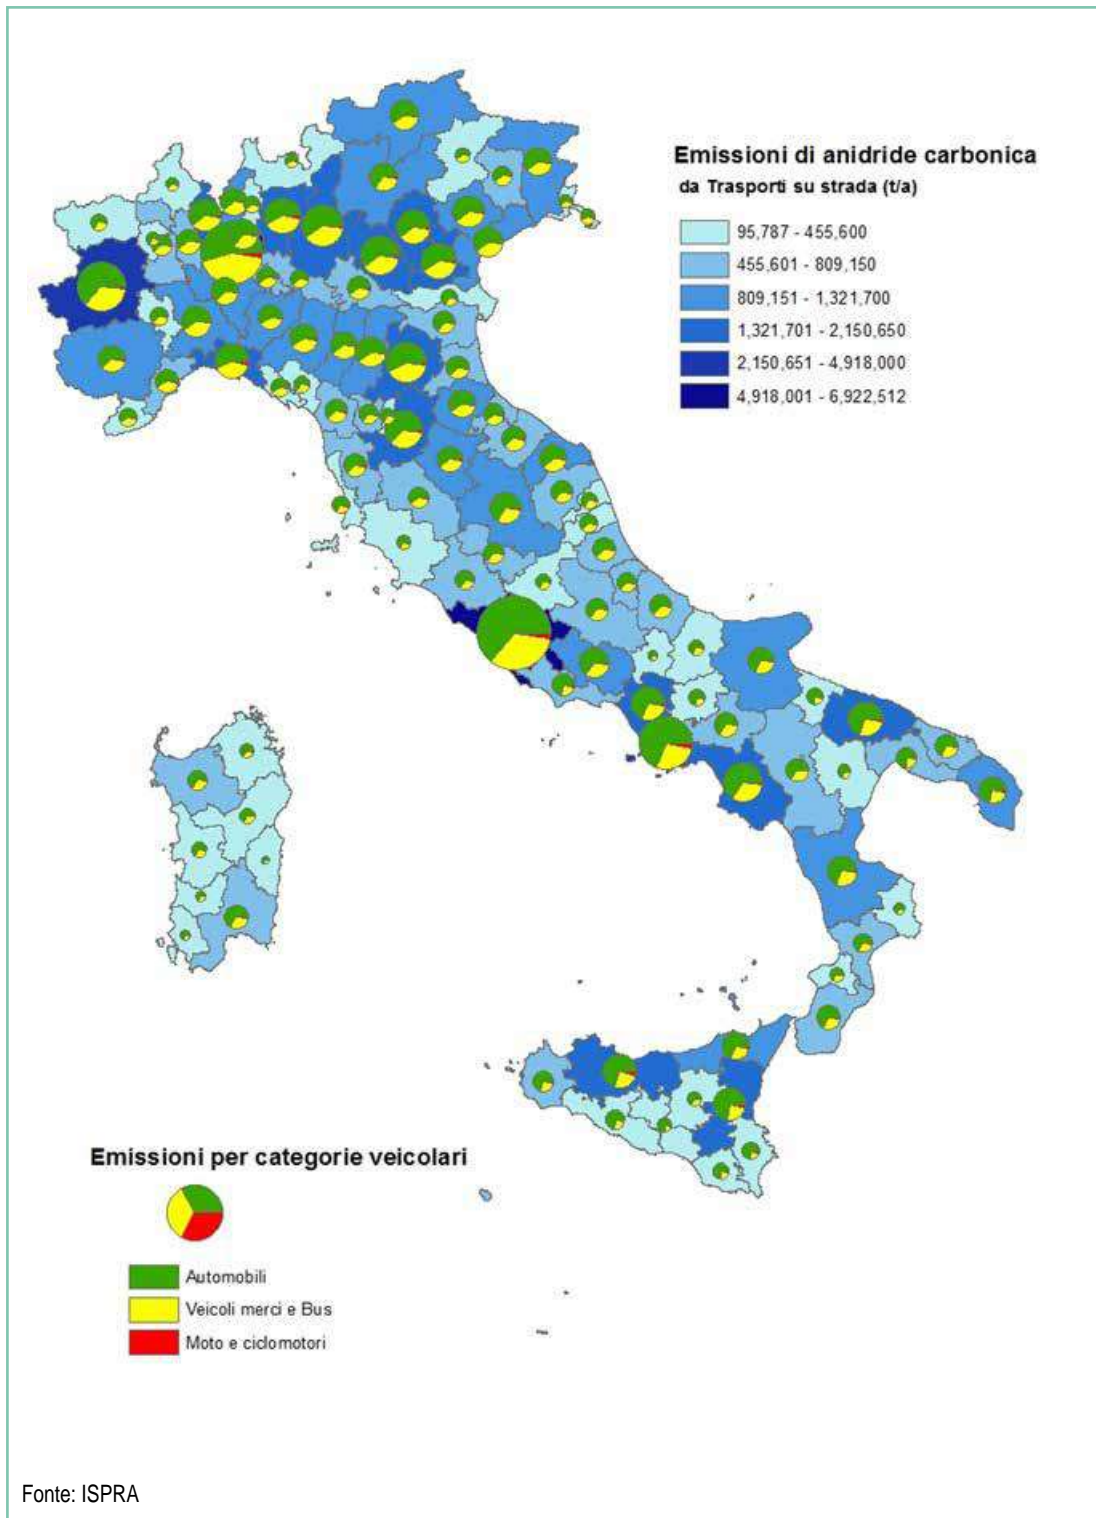 Emissioni di anidride carbonica
da Trasporti su strada (t/a)
95,787 - 455,600
455,601 - 809,150
809,151 - 1,321,700
1,321,701 - 2,150,650
2,150,651 - 4,918,000
4,918,001 - 6,922,512
Emissioni per categorie veicolari
Automobili
Veicoli merci e Bus
Moto e ciclomotori
Fonte: ISPRA